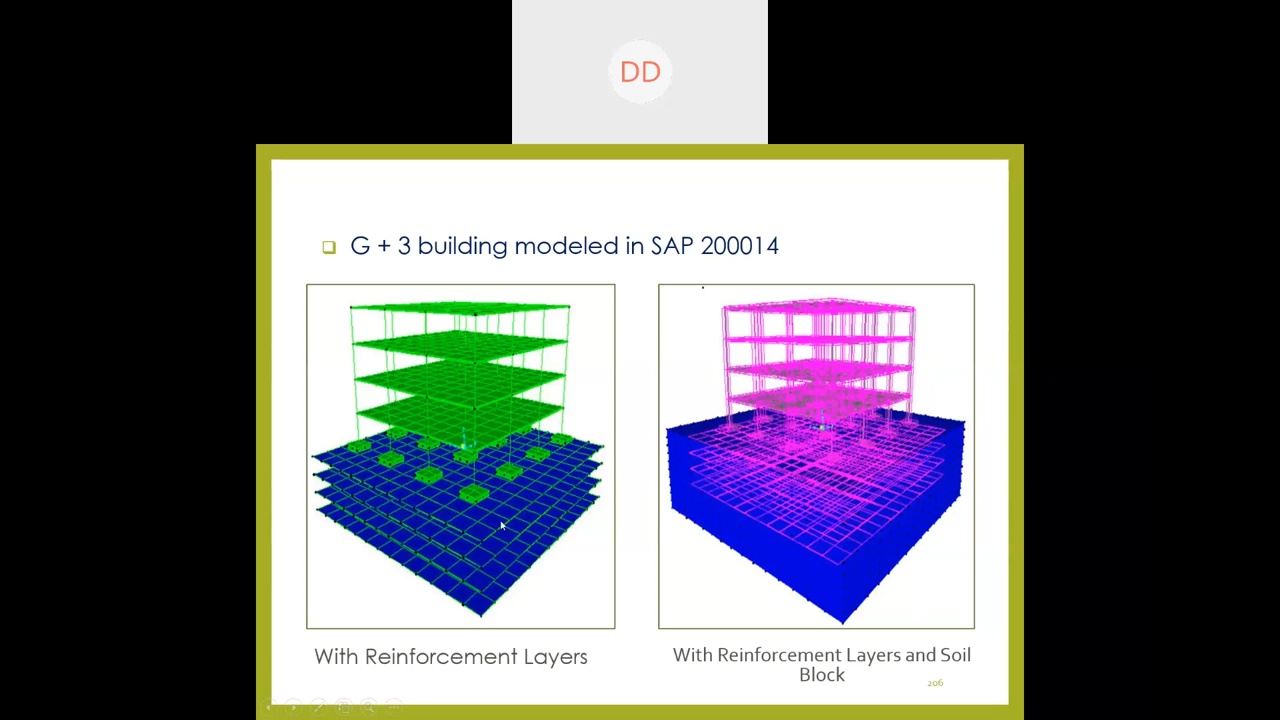 DD
G + 3 building modeled in SAP 200014
With Reinforcement Layers
With Reinforcement Layers and Soil
Block
206